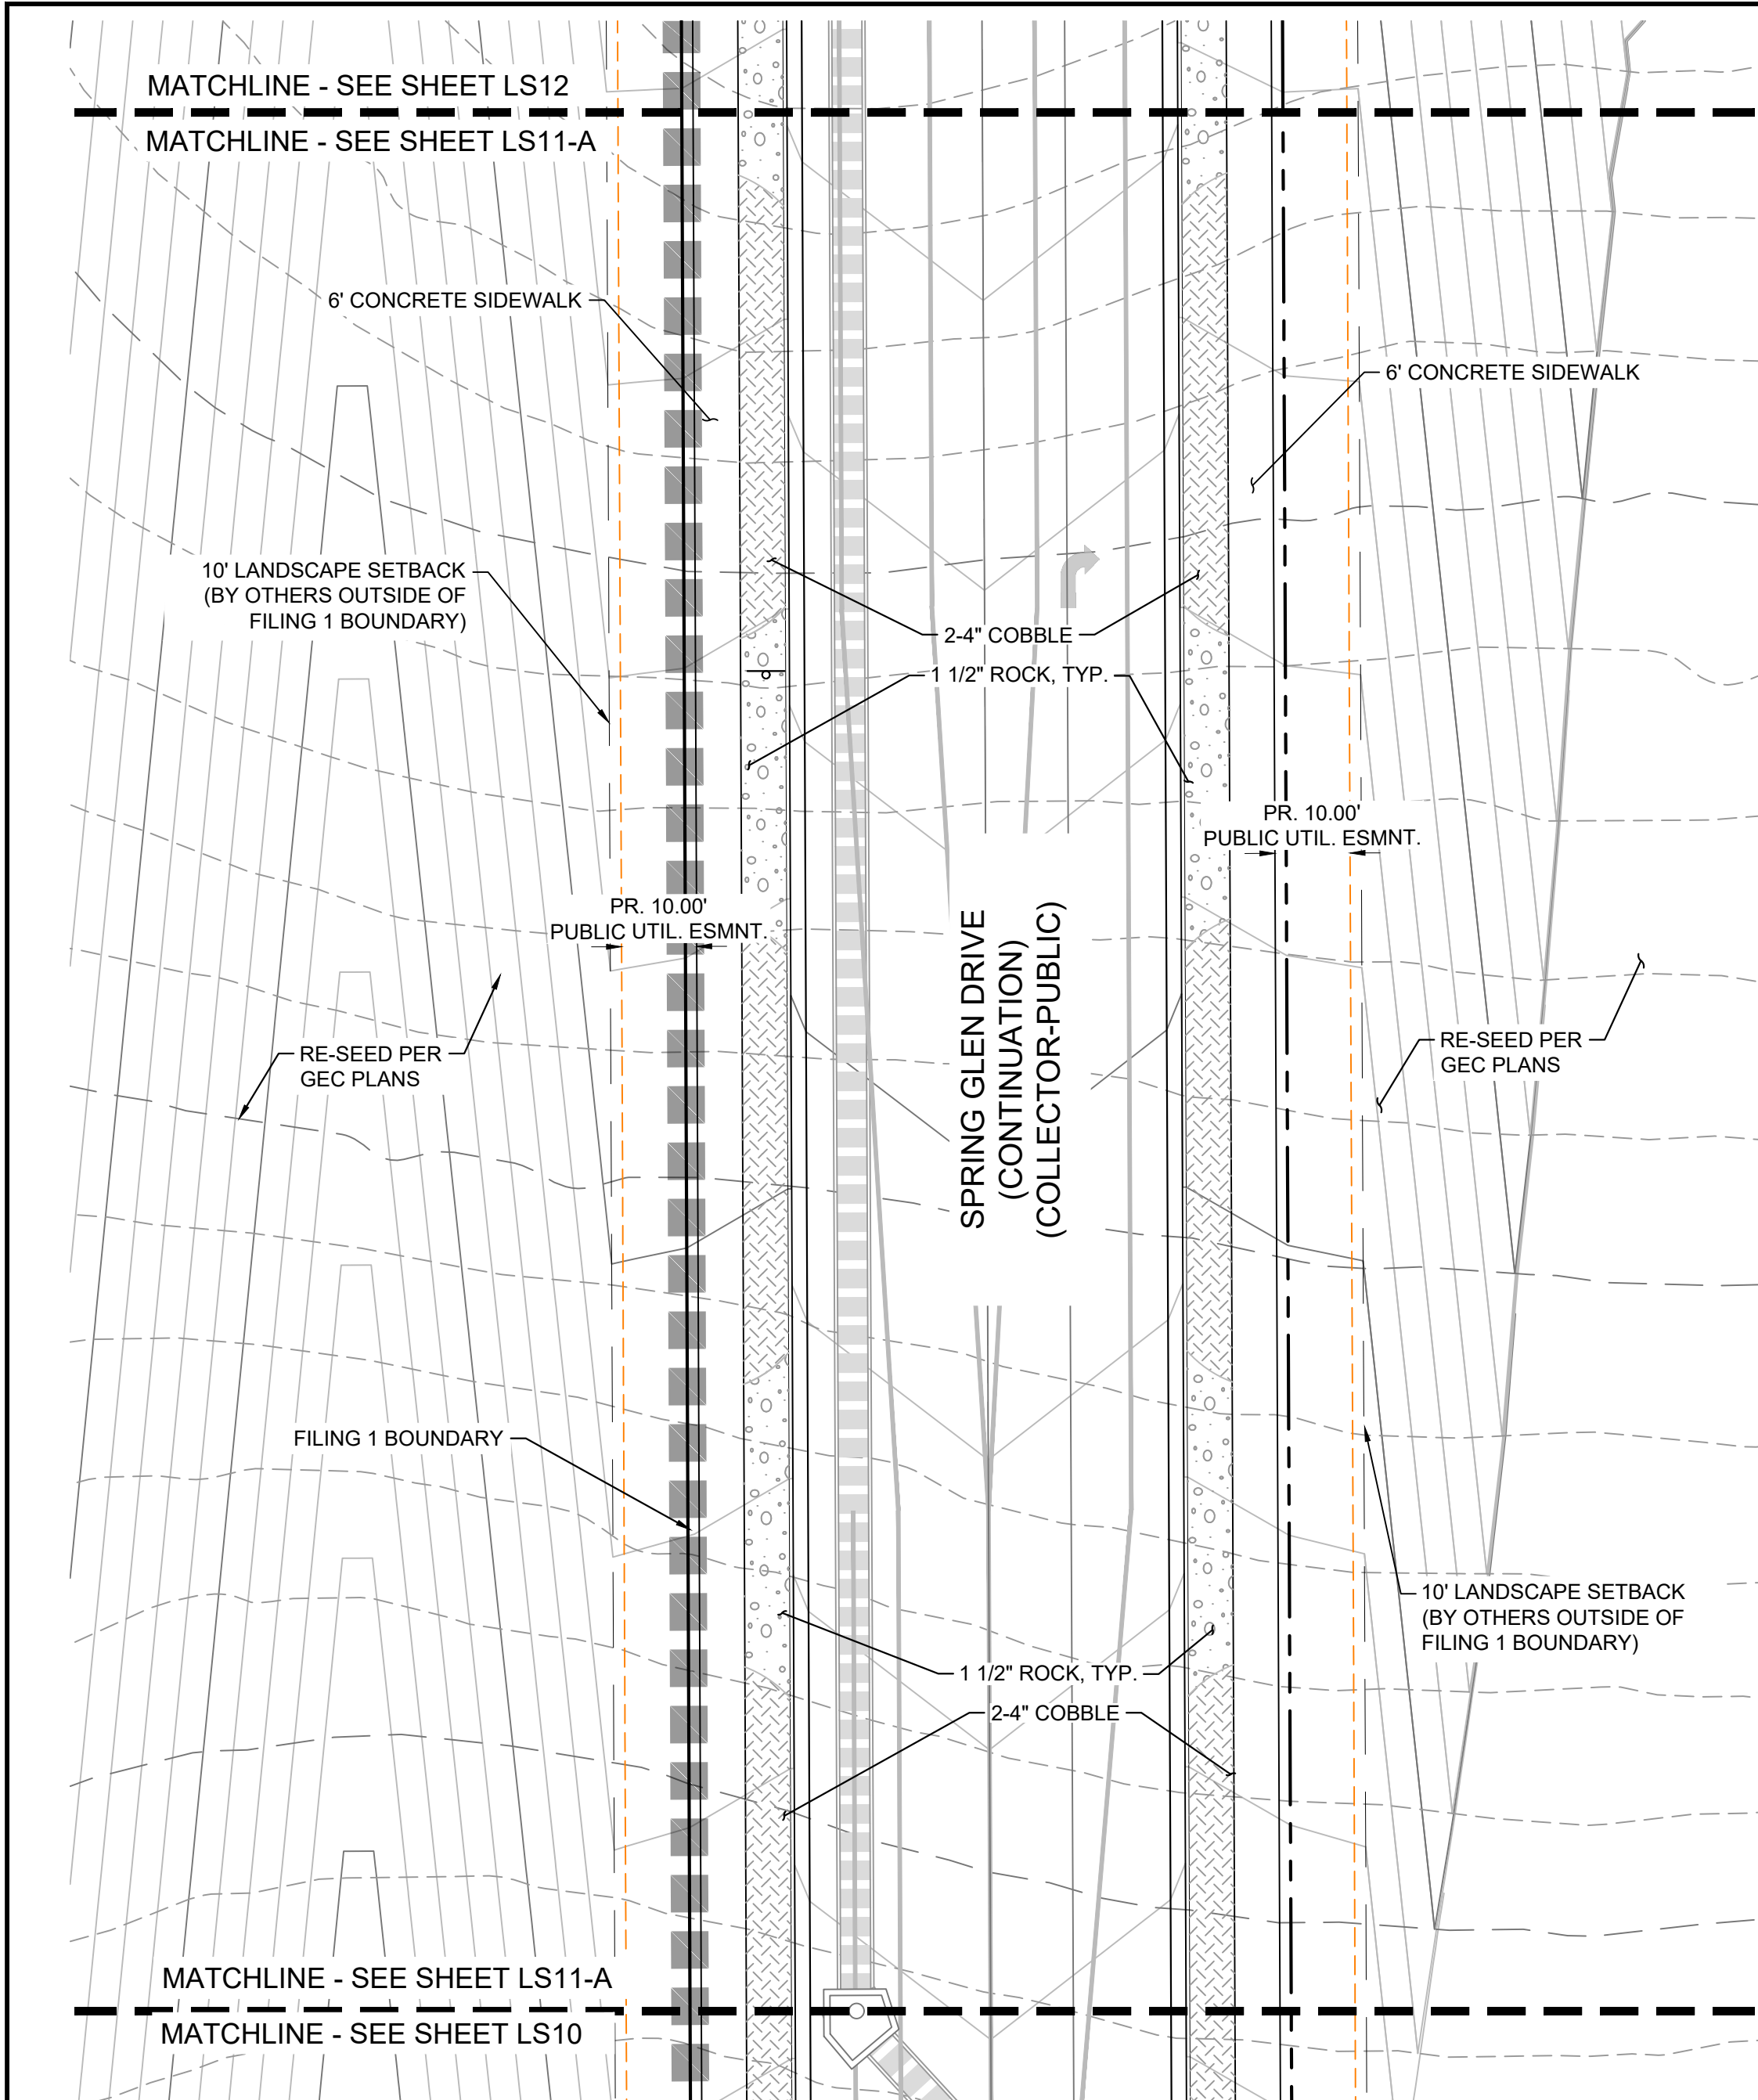 MATCHLINE - SEE SHEET LS12
MATCHLINE - SEE SHEET LS11-A
6' CONCRETE SIDEWALK
6' CONCRETE SIDEWALK
10' LANDSCAPE SETBACK
(BY OTHERS OUTSIDE OF
FILING 1 BOUNDARY)
2-4" COBBLE
1 1/2" ROCK, TYP.
PR. 10.00'
PUBLIC UTIL. ESMNT.
PR. 10.00'
PUBLIC UTIL. ESMNT.
SPRING GLEN DRIVE
(CONTINUATION)
(COLLECTOR-PUBLIC)
RE-SEED PER
GEC PLANS
RE-SEED PER
GEC PLANS
FILING 1 BOUNDARY
10' LANDSCAPE SETBACK
(BY OTHERS OUTSIDE OF
FILING 1 BOUNDARY)
1 1/2" ROCK, TYP.
2-4" COBBLE
MATCHLINE - SEE SHEET LS11-A
MATCHLINE - SEE SHEET LS10